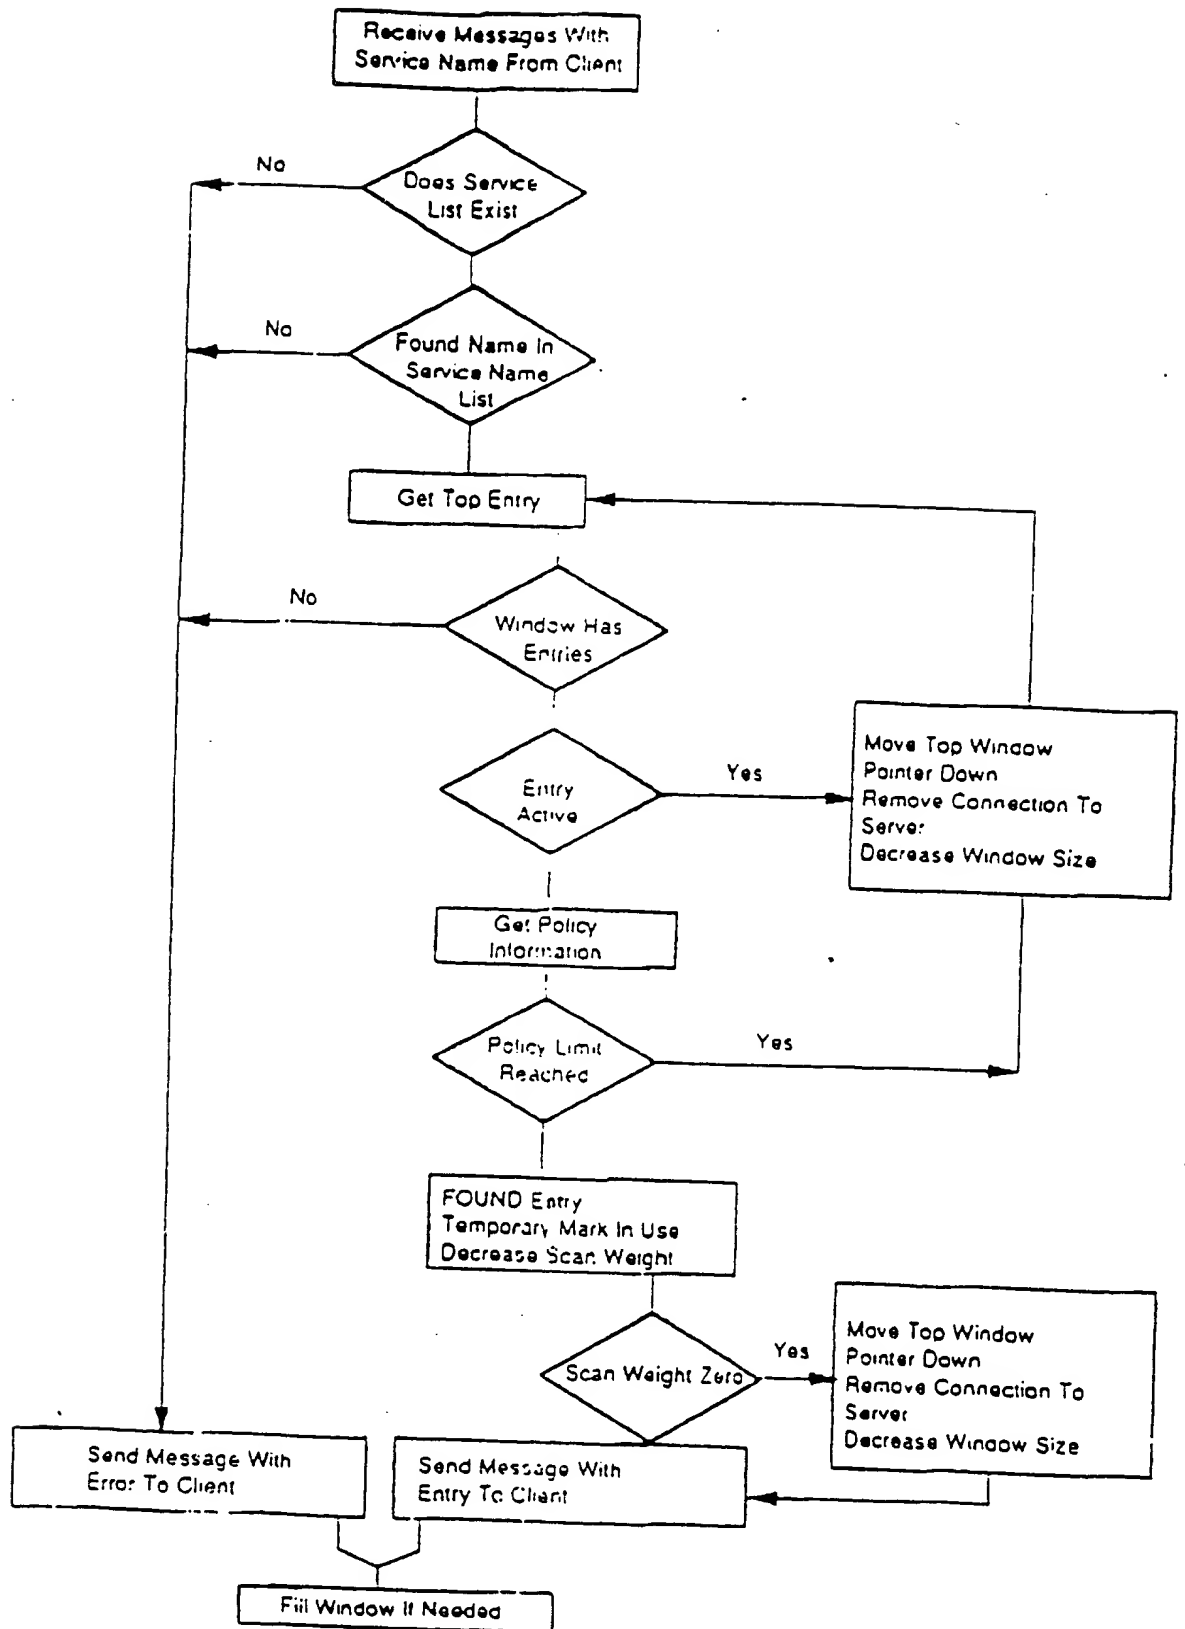 Receive Messages With
Service Name From Client
No
Does Service
List Exist
No
Found Name In
Service Name
List
Get Top Entry
No
Window Has
Entries
Entry
Active
Yes
Move Top Window
Pointer Down
Remove Connection To
Server
Decrease Window Size
Get Policy
Information
Policy Limit
Reached
Yes
FOUND Entry
Temporary Mark In Use
Decrease Scan Weight
Scan Weight Zero
Yes
Move Top Window
Pointer Down
Remove Connection To
Server
Decrease Window Size
Send Message With
Error To Client
Send Message With
Entry To Client
Fill Window If Needed